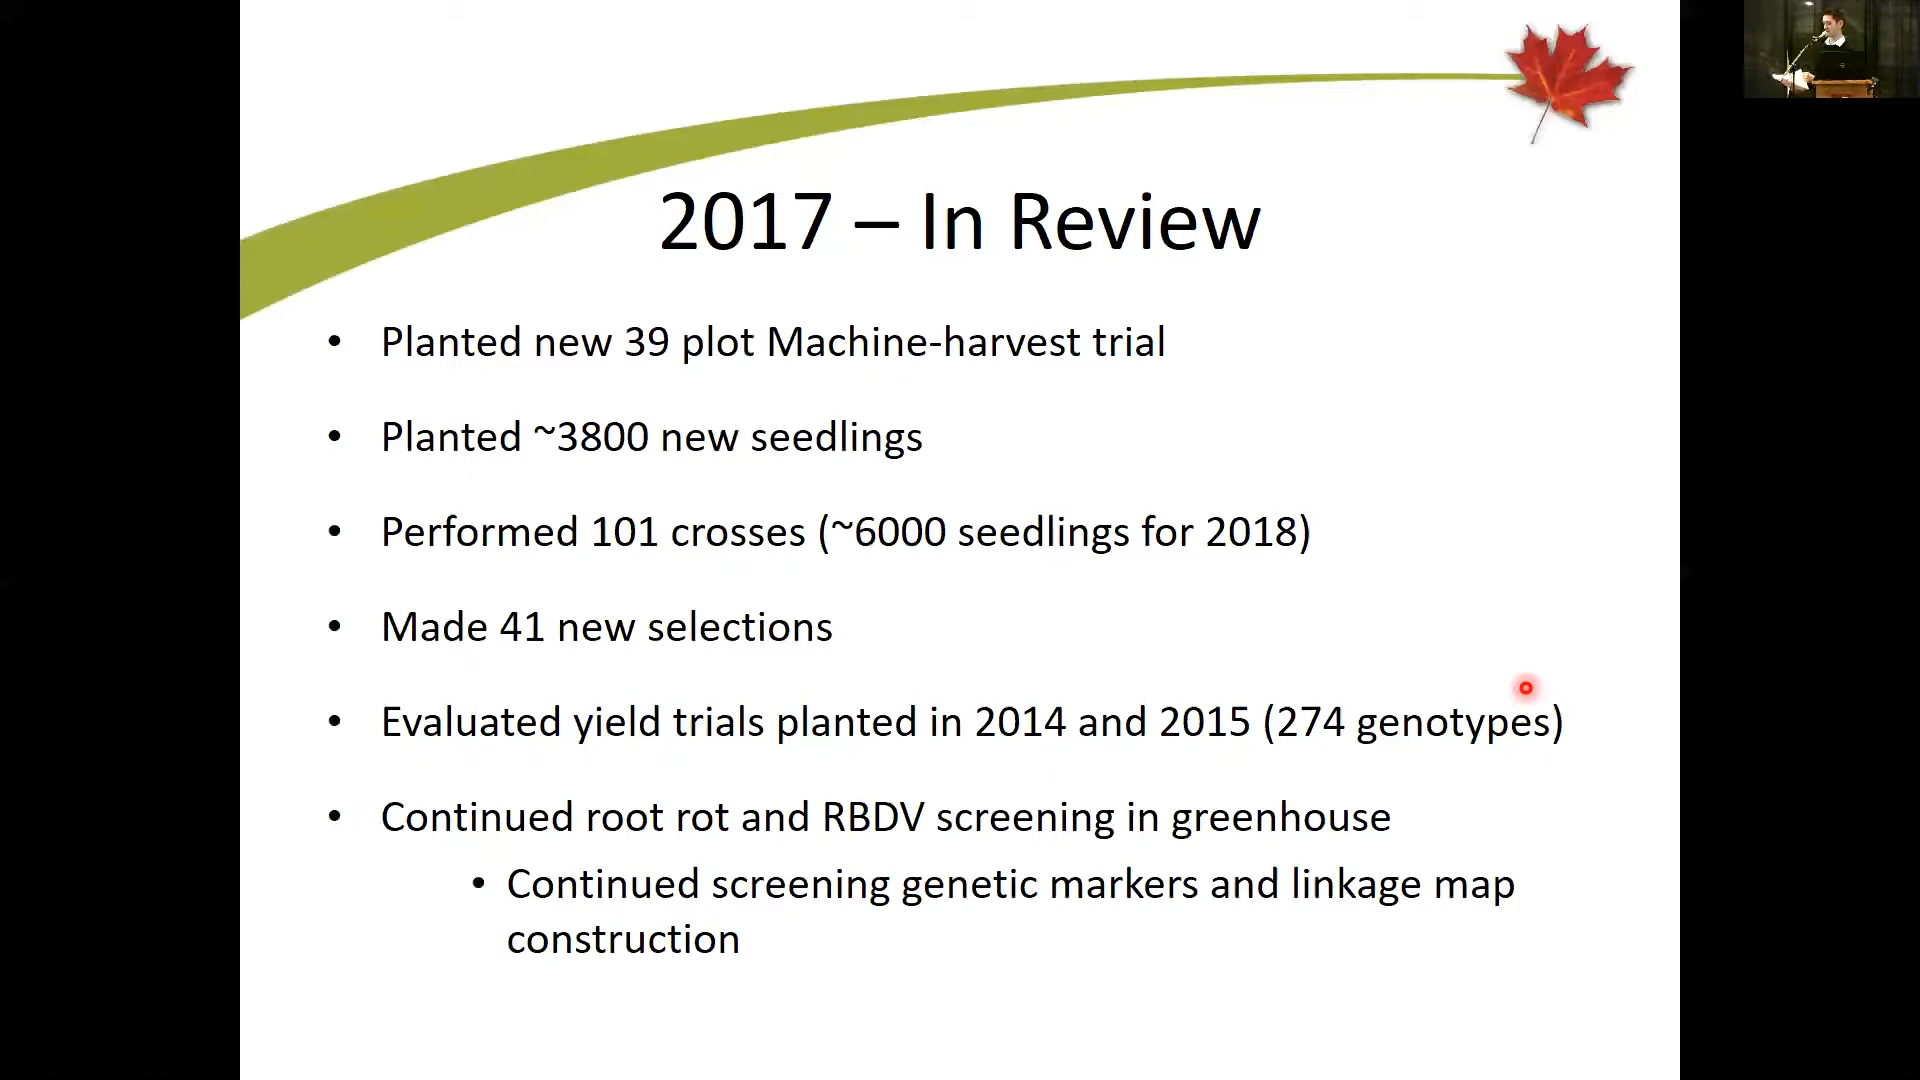 2017 – In Review
• Planted new 39 plot Machine-harvest trial
• Planted ~3800 new seedlings
• Performed 101 crosses (~6000 seedlings for 2018)
• Made 41 new selections
• Evaluated yield trials planted in 2014 and 2015 (274 genotypes)
• Continued root rot and RBDV screening in greenhouse
• Continued screening genetic markers and linkage map
construction